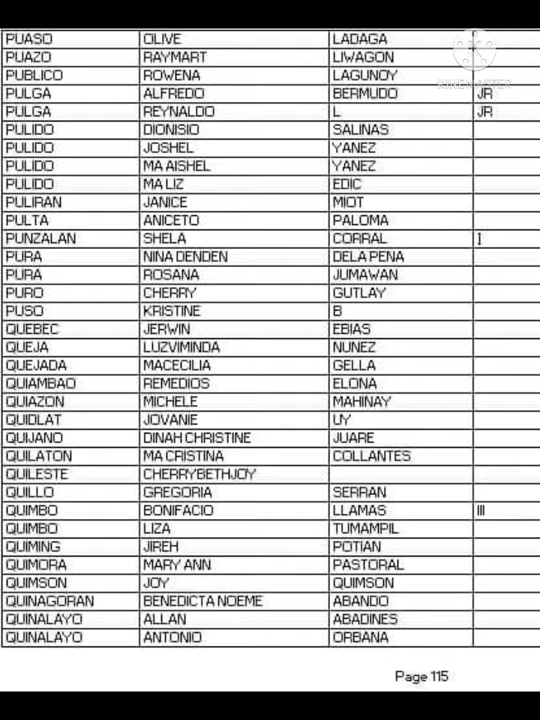 PUASO OLIVE LADAGA
PUAZO RAYMART LIWAGON
PUBLICO ROWENA LAGUNOY
KINEMASTER
PULGA ALFREDO BERMUDO JR
PULGA REYNALDO L JR
PULIDO DIONISIO SALINAS
PULIDO JOSHEL YANEZ
PULIDO MA AISHEL YANEZ
PULIDO MA LIZ EDIC
PULIRAN JANICE MIOT
PULTA ANICETO PALOMA
PUNZALAN SHELA CORRAL ]
PURA NINA DENDEN DELA PENA
PURA ROSANA JUMAWAN
PURO CHERRY GUTLAY
PUSO KRISTINE B
QUEBEC JERWIN EBIAS
QUEJA LUZVIMINDA NUNEZ
QUEJADA MACECILIA GELLA
QUIAMBAO REMEDIOS ELONA
QUIAZON MICHELE MAHINAY
QUIDLAT JOVANIE UY
QUIJANO DINAH CHRISTINE JUARE
QUILATON MA CRISTINA COLLANTES
QUILESTE CHERRYBETHJOY
QUILLO GREGORIA SERRAN
QUIMBO BONIFACIO LLAMAS III
QUIMBO LIZA TUMAMPIL
QUIMING JIREH POTIAN
QUIMORA MARY ANN PASTORAL
QUIMSON JOY QUIMSON
QUINAGORAN BENEDICTA NOEME ABANDO
QUINALAYO ALLAN ABADINES
QUINALAYO ANTONIO ORBANA
Page 115